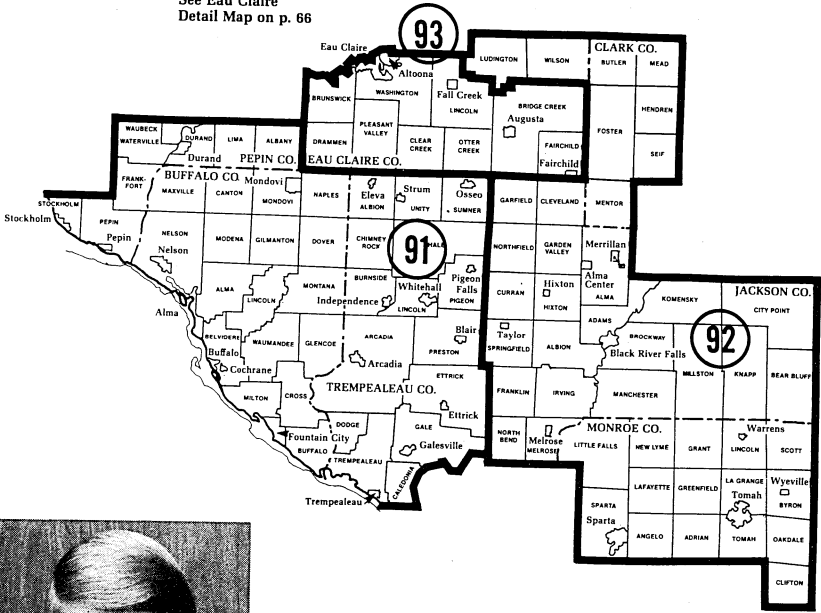 See Eau Claire
Detail Map on p. 66
93
Eau Claire
Altoona
WASHINGTON
Fall Creek
LINCOLN
BRUNSWICK
PLEASANT
VALLEY
DRAMMEN
CLEAR
CREEK
OTTER
CREEK
LUDINGTON
WILSON
CLARK CO.
BUTLER
MEAD
BRIDGE CREEK
Augusta
FAIRCHILD
Fairchild
HENDREN
FOSTER
SEIF
WAUBECK
WATERVILLE
DURAND
LIMA
ALBANY
Durand
PEPIN CO.
EAU CLAIRE CO.
FRANK-
FORT
BUFFALO CO.
MAXVILLE
CANTON
Mondovi
MONDOVI
NAPLES
Eleva
ALBION
Strum
UNITY
Osseo
SUMNER
STOCKHOLM
Stockholm
PEPIN
Pepin
NELSON
Nelson
MODENA
GILMANTON
DOVER
CHIMNEY
ROCK
91
HALE
Pigeon
Falls
PIGEON
BURNSIDE
Whitehall
LINCOLN
Independence
ALMA
Alma
LINCOLN
MONTANA
BELVIDERE
Buffalo
Cochrane
WAUMANDEE
GLENCOE
ARCADIA
Arcadia
Blair
PRESTON
ETTRICK
Ettrick
MILTON
CROSS
TREMPEALEAU CO.
Fountain City
BUFFALO
DODGE
TREMPEALEAU
GALE
Galesville
CALEDONIA
Trempealeau
GARFIELD
CLEVELAND
MENTOR
NORTHFIELD
GARDEN
VALLEY
Merrillan
Alma
Center
ALMA
CURRAN
Hixton
HIXTON
Taylor
SPRINGFIELD
ALBION
ADAMS
KOMENSKY
JACKSON CO.
CITY POINT
BROCKWAY
Black River Falls
92
MILLSTON
KNAPP
BEAR BLUFF
FRANKLIN
IRVING
MANCHESTER
NORTH
BEND
Melrose
MELROSE
MONROE CO.
LITTLE FALLS
NEW LYME
GRANT
Warrens
LINCOLN
SCOTT
LAFAYETTE
GREENFIELD
LA GRANGE
Tomah
Wyeville
BYRON
SPARTA
Sparta
ANGELO
ADRIAN
TOMAH
OAKDALE
CLIFTON